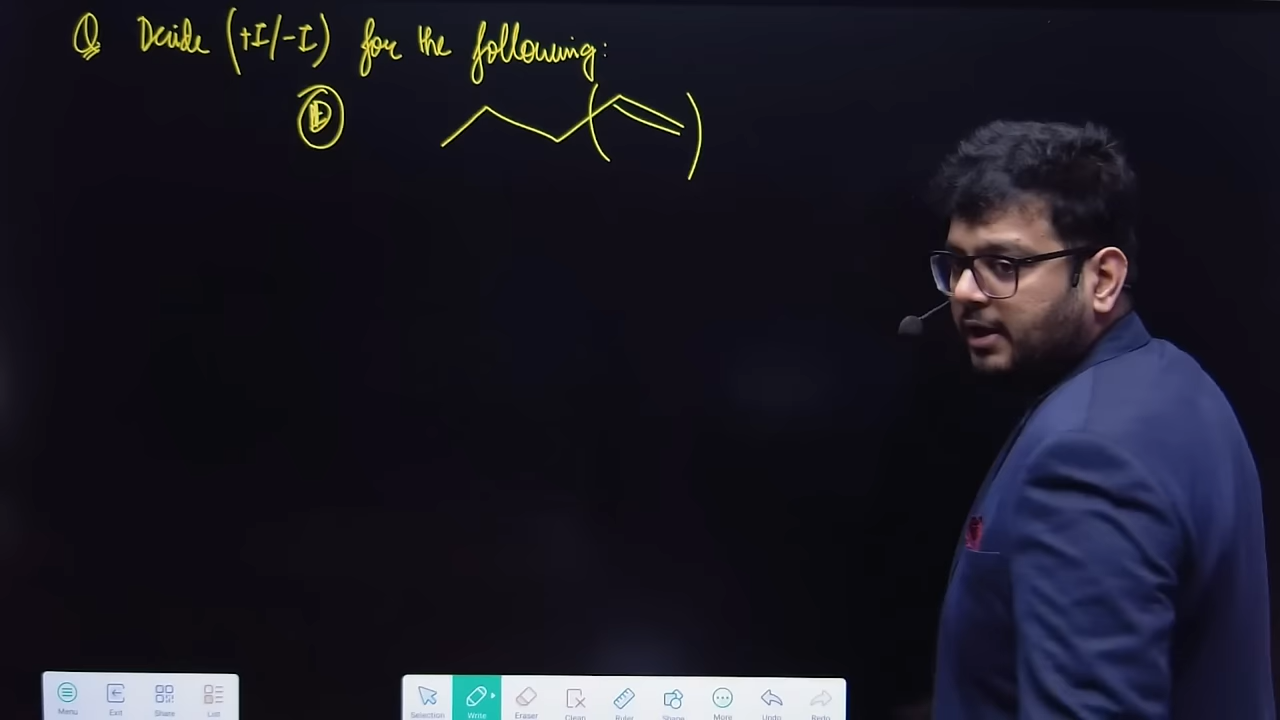 Q Decide (+I/-I) for the following:
Menu Exit Share List Selection Write Eraser Clean Ruler Shape More Undo Redo